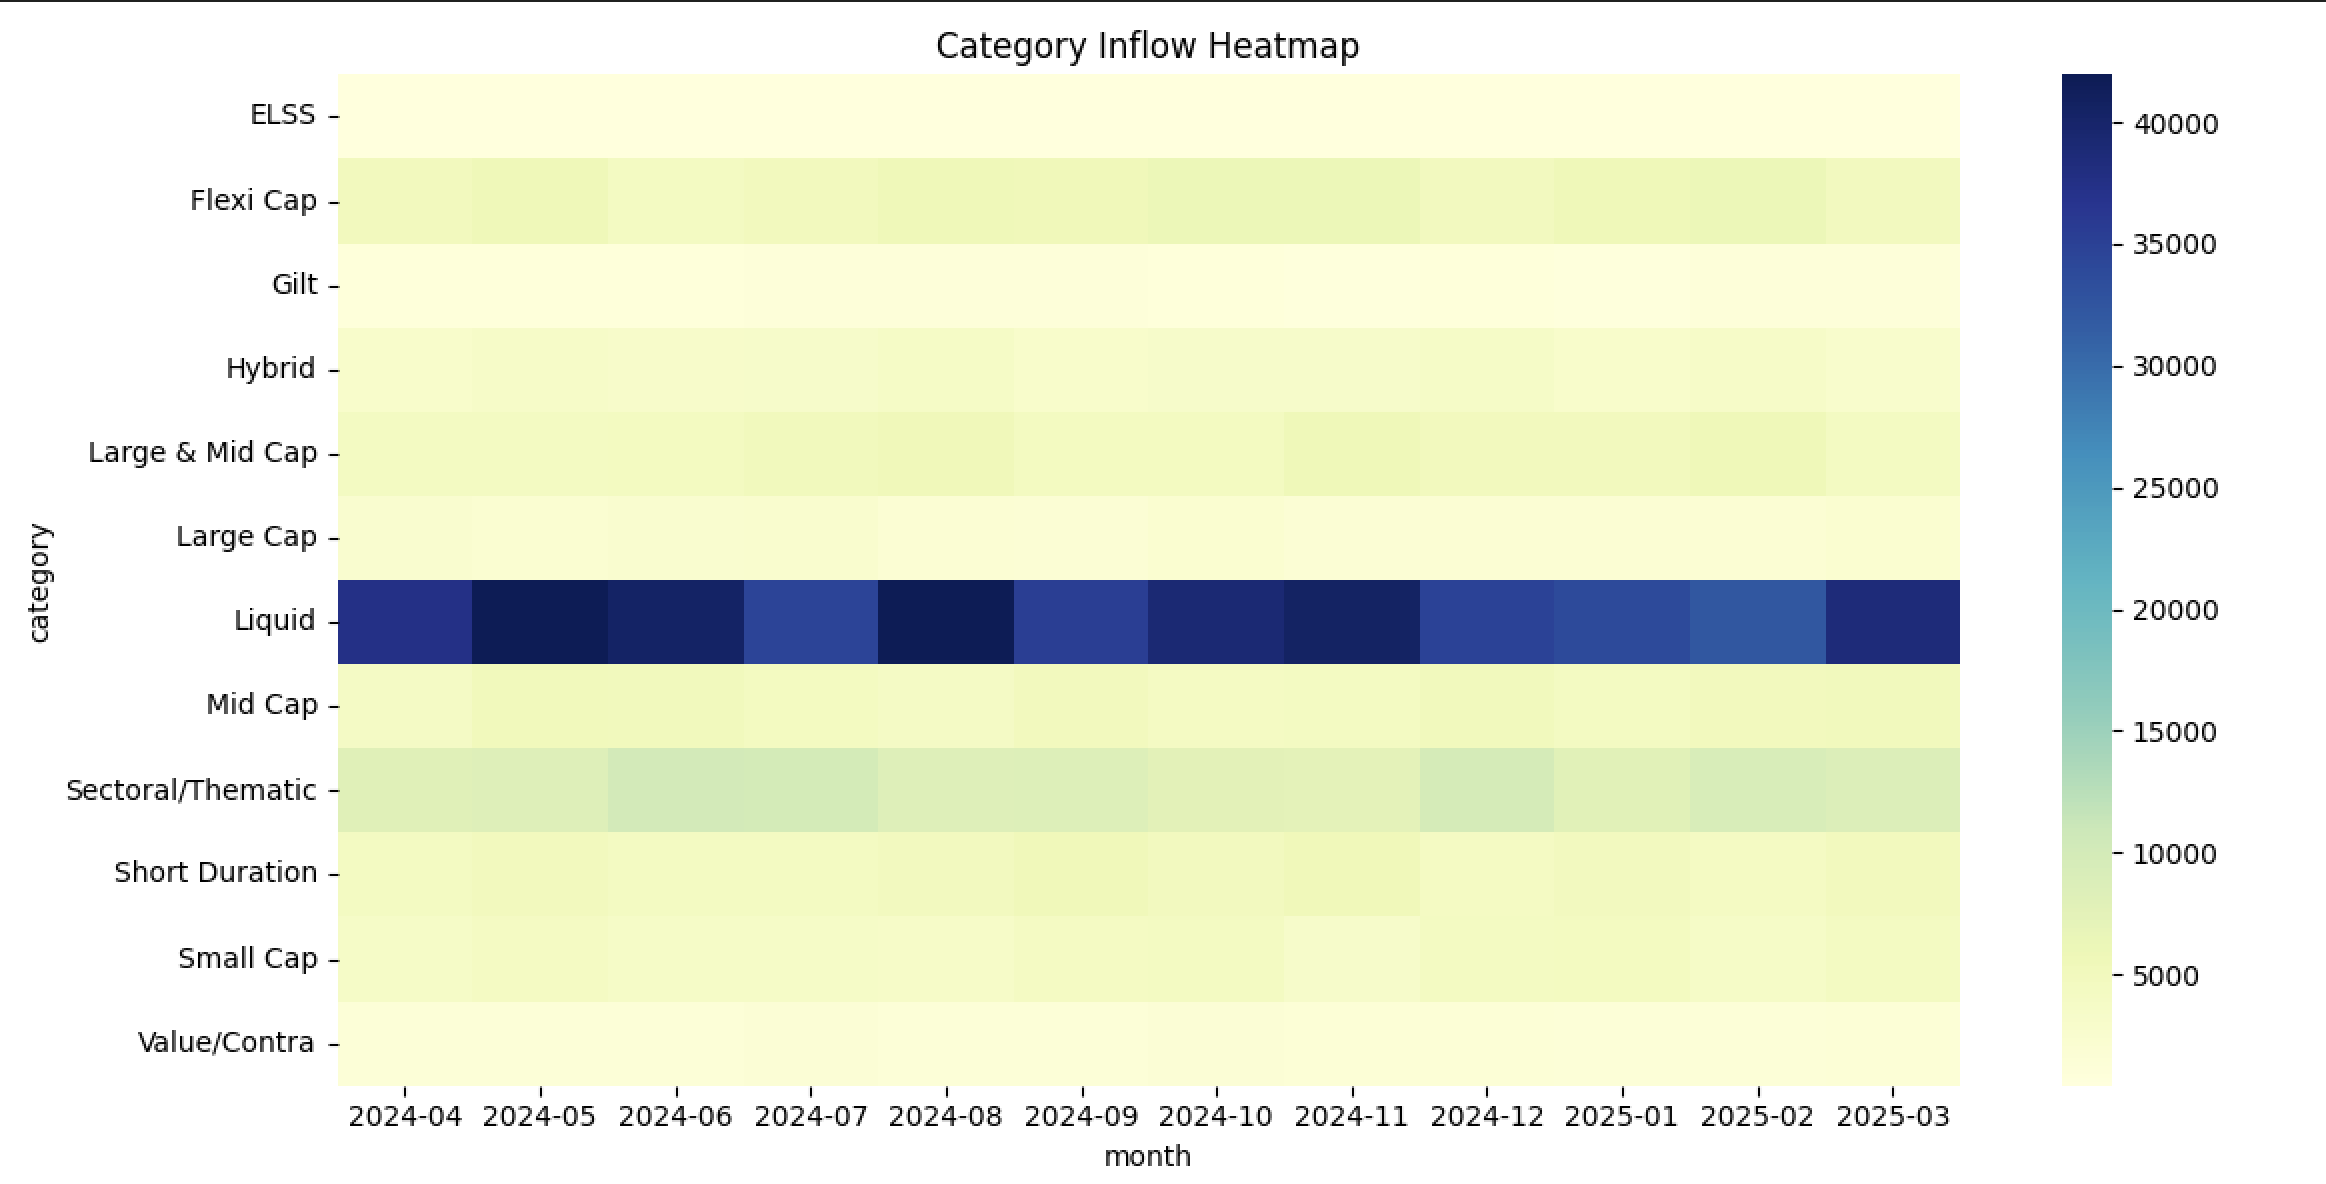 Category Inflow Heatmap
ELSS
Flexi Cap
Gilt
Hybrid
Large & Mid Cap
Large Cap
Liquid
Mid Cap
Sectoral/Thematic
Short Duration
Small Cap
Value/Contra
category
2024-04 2024-05 2024-06 2024-07 2024-08 2024-09 2024-10 2024-11 2024-12 2025-01 2025-02 2025-03
month
40000
35000
30000
25000
20000
15000
10000
5000